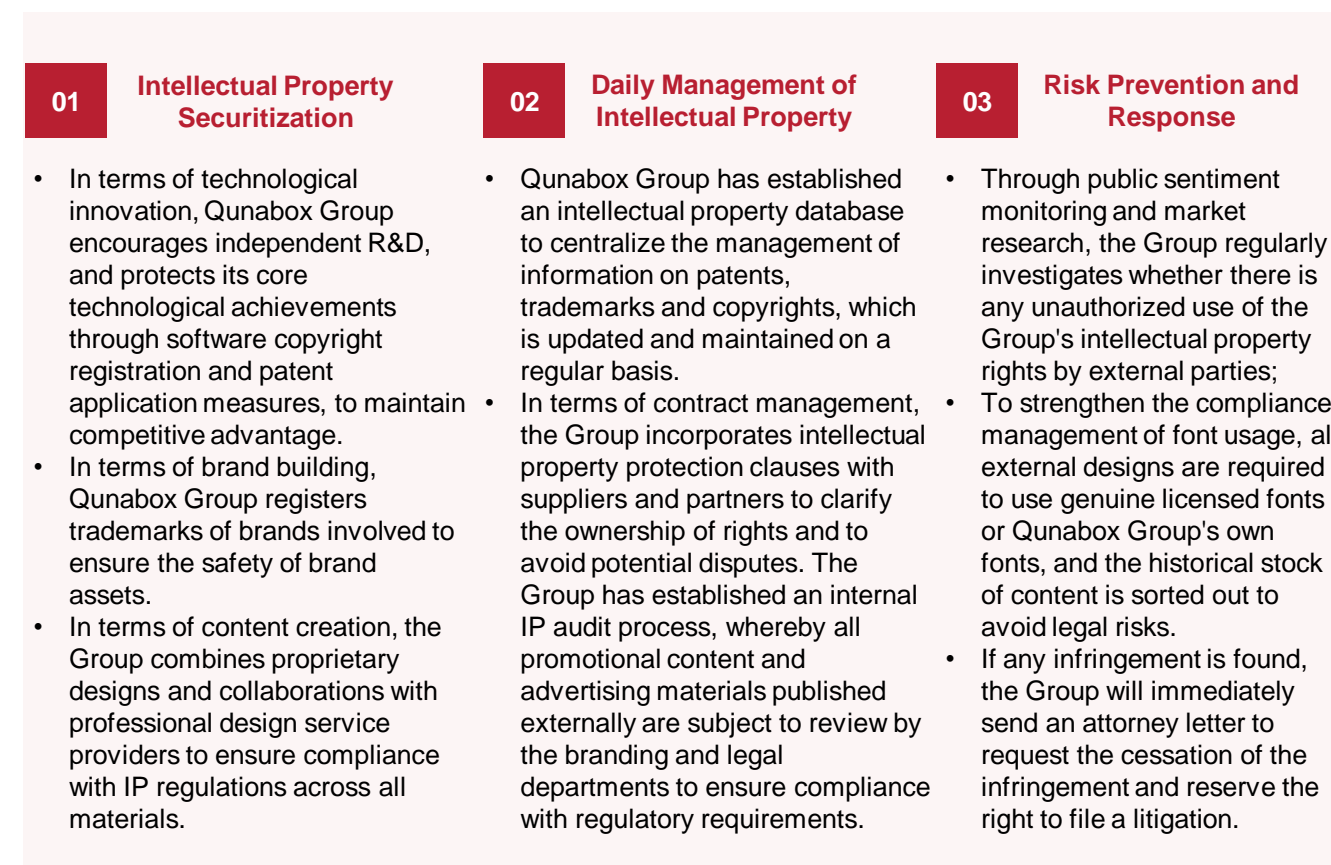 01
Intellectual Property
Securitization
• In terms of technological
innovation, Qunabox Group
encourages independent R&D,
and protects its core
technological achievements
through software copyright
registration and patent
application measures, to maintain
competitive advantage.
• In terms of brand building,
Qunabox Group registers
trademarks of brands involved to
ensure the safety of brand
assets.
• In terms of content creation, the
Group combines proprietary
designs and collaborations with
professional design service
providers to ensure compliance
with IP regulations across all
materials.
02
Daily Management of
Intellectual Property
• Qunabox Group has established
an intellectual property database
to centralize the management of
information on patents,
trademarks and copyrights, which
is updated and maintained on a
regular basis.
• In terms of contract management,
the Group incorporates intellectual
property protection clauses with
suppliers and partners to clarify
the ownership of rights and to
avoid potential disputes. The
Group has established an internal
IP audit process, whereby all
promotional content and
advertising materials published
externally are subject to review by
the branding and legal
departments to ensure compliance
with regulatory requirements.
03
Risk Prevention and
Response
• Through public sentiment
monitoring and market
research, the Group regularly
investigates whether there is
any unauthorized use of the
Group's intellectual property
rights by external parties;
• To strengthen the compliance
management of font usage, al
external designs are required
to use genuine licensed fonts
or Qunabox Group's own
fonts, and the historical stock
of content is sorted out to
avoid legal risks.
• If any infringement is found,
the Group will immediately
send an attorney letter to
request the cessation of the
infringement and reserve the
right to file a litigation.